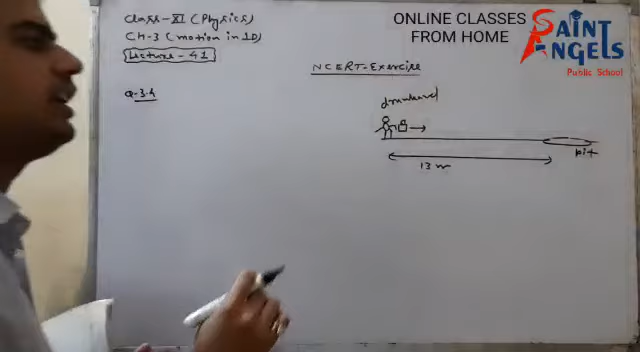 Class-XI (Physics)
CH-3 (motion in 1D)
Lecture-41
ONLINE CLASSES
FROM HOME
SAINT
ANGELS
Public School
NCERT-Exercise
Q-3.4
drunkard
pit
13 m